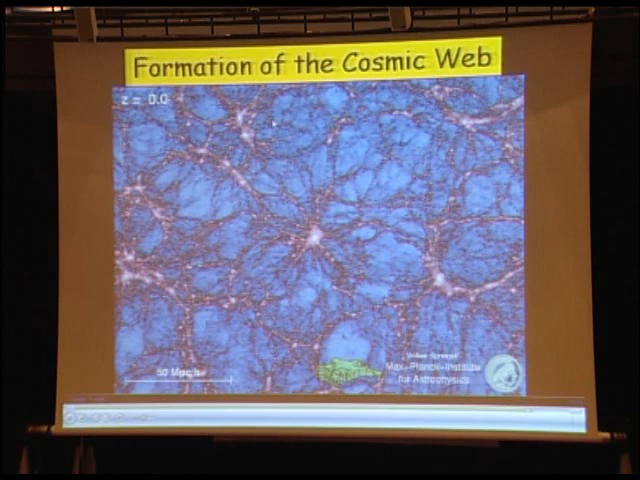 Formation of the Cosmic Web
z = 0.0
50 Mpc/h
Volker Springel
Max-Planck-Institute
for Astrophysics